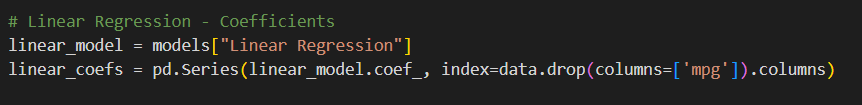 # Linear Regression - Coefficients
linear_model = models["Linear Regression"]
linear_coefs = pd.Series(linear_model.coef_, index=data.drop(columns=['mpg']).columns)